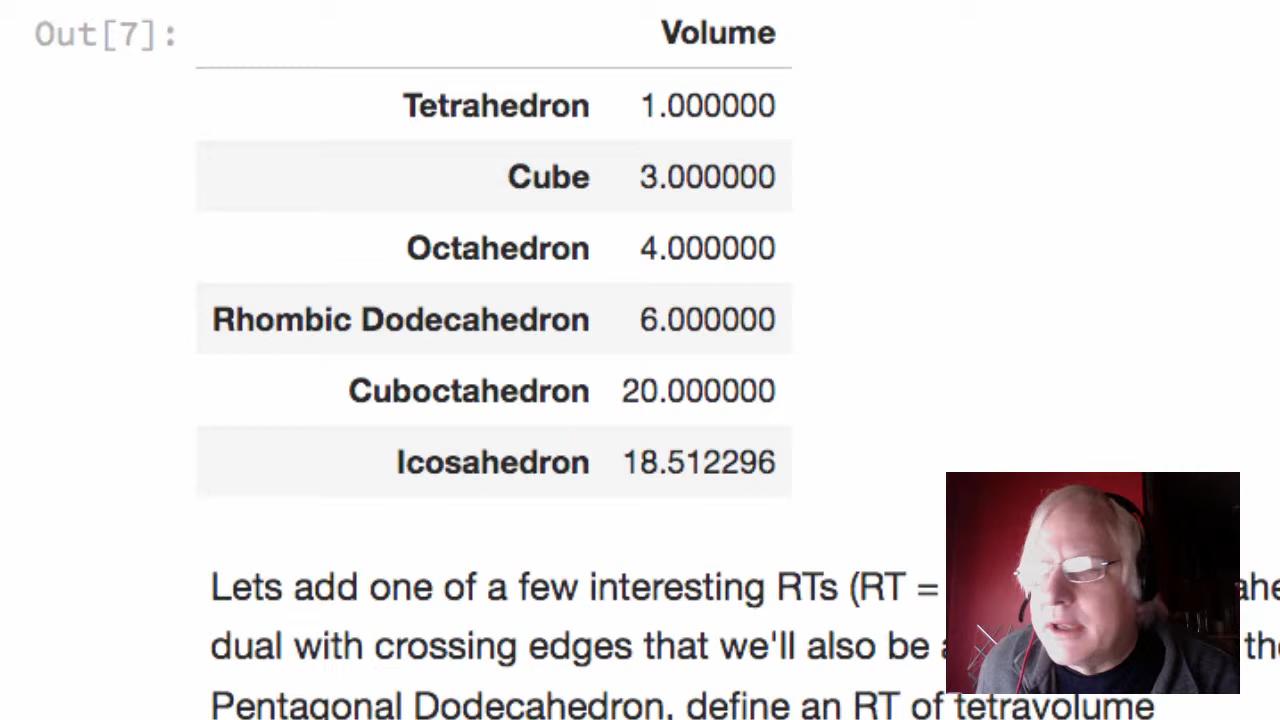 Out[7]:
Volume
Tetrahedron 1.000000
Cube 3.000000
Octahedron 4.000000
Rhombic Dodecahedron 6.000000
Cuboctahedron 20.000000
Icosahedron 18.512296
Lets add one of a few interesting RTs (RT =
dual with crossing edges that we'll also be
Pentagonal Dodecahedron, define an RT of tetravolume